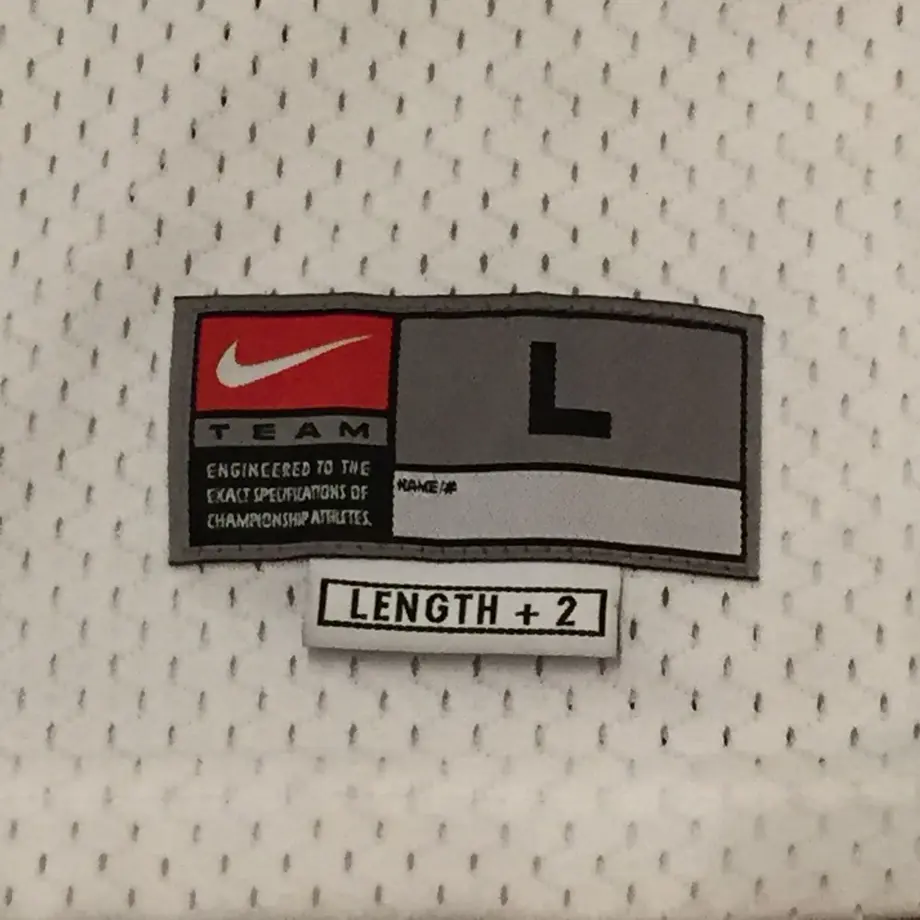 TEAM
ENGINEERED TO THE
EXACT SPECIFICATIONS OF
CHAMPIONSHIP ATHLETES.
L
NAME/#
LENGTH + 2